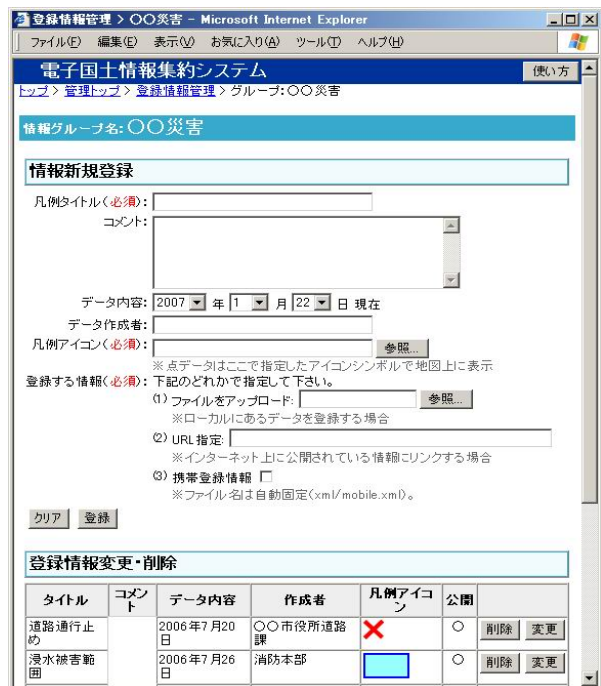 登録情報管理 > 〇〇災害 - Microsoft Internet Explorer
ファイル(F) 編集(E) 表示(V) お気に入り(A) ツール(T) ヘルプ(H)
電子国土情報集約システム 使い方
トップ> 管理トップ> 登録情報管理> グループ:〇〇災害
情報グループ名:〇〇災害
情報新規登録
凡例タイトル(必須):
コメント:
データ内容: 2007 年 1 月 22 日 現在
データ作成者:
凡例アイコン(必須): 参照...
※点データはここで指定したアイコンシンボルで地図上に表示
登録する情報(必須): 下記のどれかで指定して下さい。
(1) ファイルをアップロード: 参照...
※ローカルにあるデータを登録する場合
(2) URL指定:
※インターネット上に公開されている情報にリンクする場合
(3) 携帯登録情報
※ファイル名は自動固定(xml/mobile.xml)。
クリア 登録
登録情報変更・削除
タイトル コメント データ内容 作成者 凡例アイコン 公開
道路通行止め 2006年7月20日 〇〇市役所道路課 ○ 削除 変更
浸水被害範囲 2006年7月26日 消防本部 ○ 削除 変更